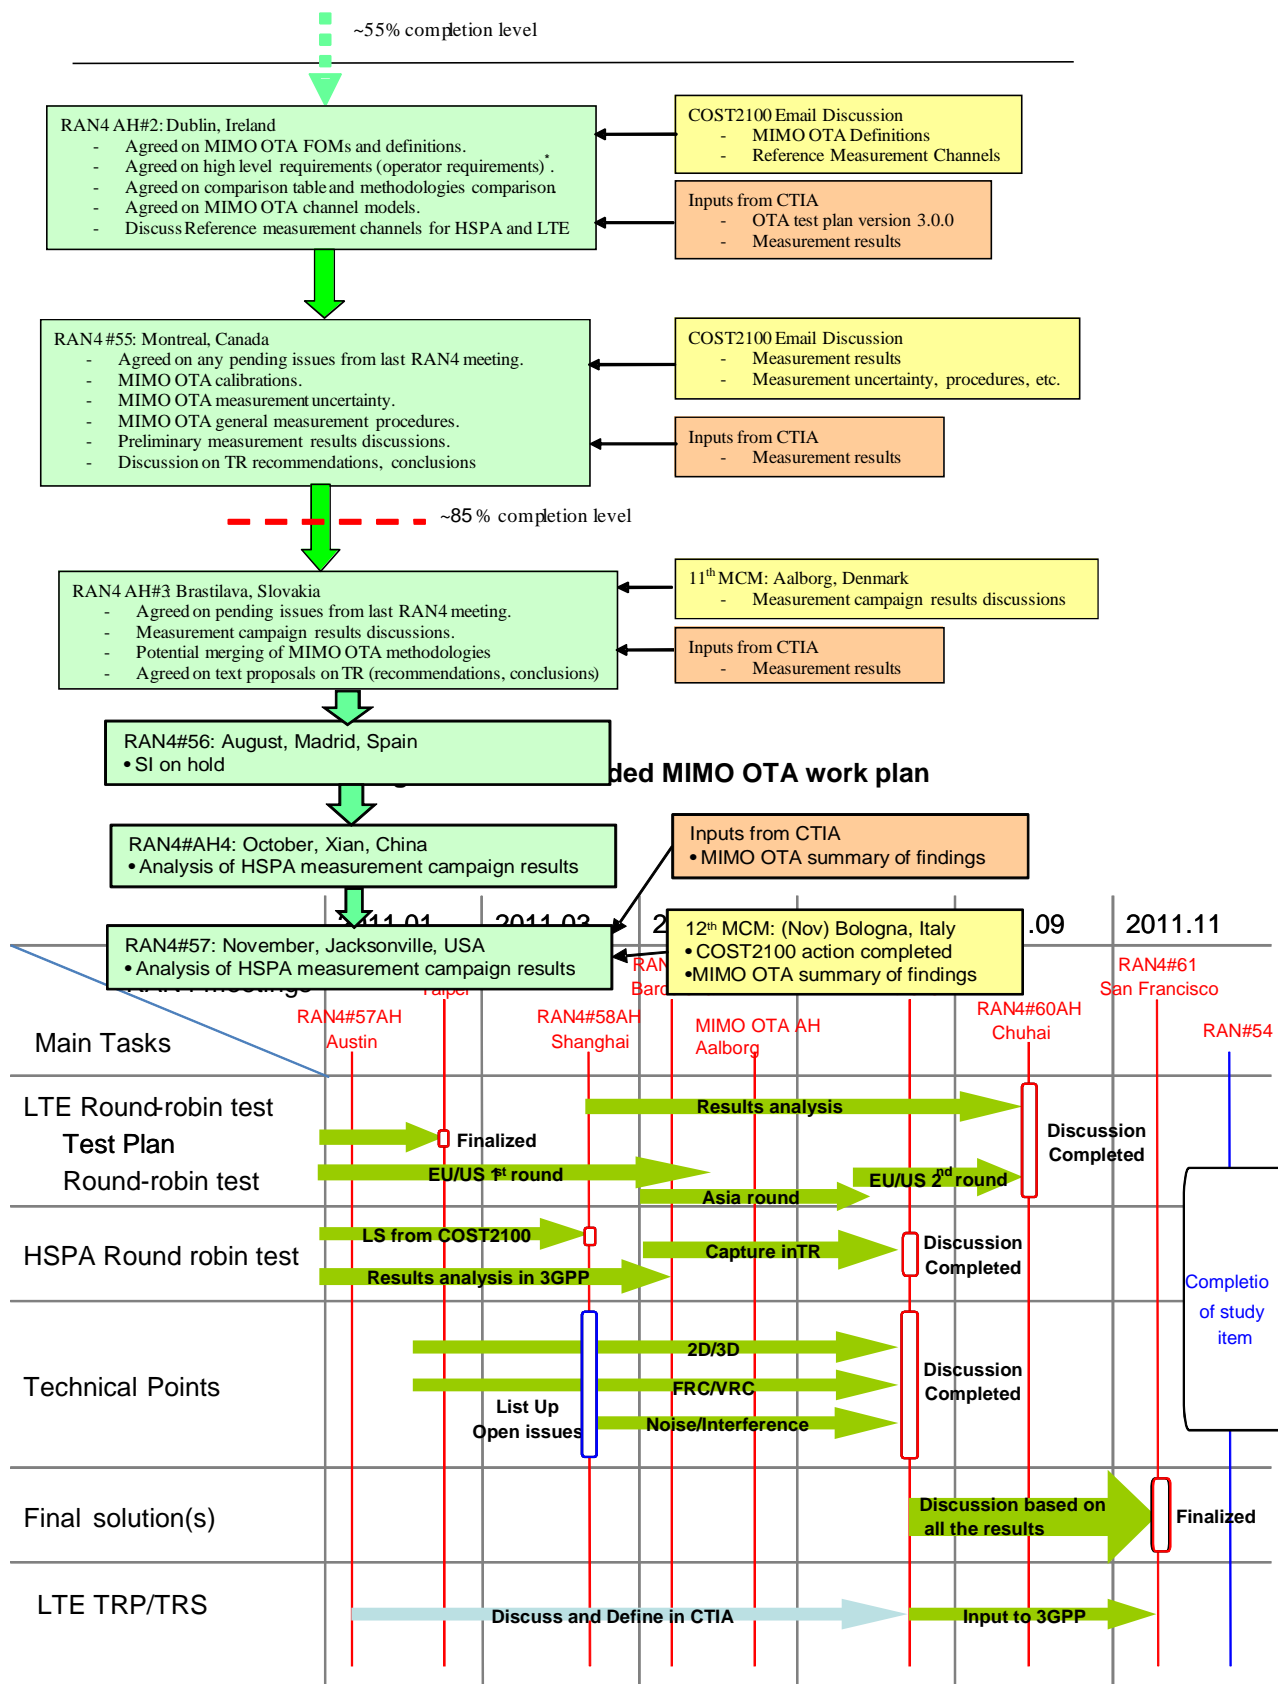 ~55% completion level
RAN4 AH#2: Dublin, Ireland
- Agreed on MIMO OTA FOMs and definitions.
- Agreed on high level requirements (operator requirements)*.
- Agreed on comparison table and methodologies comparison.
- Agreed on MIMO OTA channel models.
- Discuss Reference measurement channels for HSPA and LTE
COST2100 Email Discussion
- MIMO OTA Definitions
- Reference Measurement Channels
Inputs from CTIA
- OTA test plan version 3.0.0
- Measurement results
RAN4 #55: Montreal, Canada
- Agreed on any pending issues from last RAN4 meeting.
- MIMO OTA calibrations.
- MIMO OTA measurement uncertainty.
- MIMO OTA general measurement procedures.
- Preliminary measurement results discussions.
- Discussion on TR recommendations, conclusions
COST2100 Email Discussion
- Measurement results
- Measurement uncertainty, procedures, etc.
Inputs from CTIA
- Measurement results
~85 % completion level
RAN4 AH#3: Brastilava, Slovakia
- Agreed on pending issues from last RAN4 meeting.
- Measurement campaign results discussions.
- Potential merging of MIMO OTA methodologies
- Agreed on text proposals on TR (recommendations, conclusions)
11th MCM: Aalborg, Denmark
- Measurement campaign results discussions
Inputs from CTIA
- Measurement results
RAN4#56: August, Madrid, Spain
• SI on hold
ded MIMO OTA work plan
RAN4#AH4: October, Xian, China
• Analysis of HSPA measurement campaign results
Inputs from CTIA
• MIMO OTA summary of findings
2011.01
2011.03
.09
2011.11
RAN4#57: November, Jacksonville, USA
• Analysis of HSPA measurement campaign results
12th MCM: (Nov) Bologna, Italy
• COST2100 action completed
• MIMO OTA summary of findings
RAN4 meetings
Taipei
RAN
Barc
RAN4#61
San Francisco
RAN4#57AH
Austin
RAN4#58AH
Shanghai
MIMO OTA AH
Aalborg
RAN4#60AH
Chuhai
RAN#54
Main Tasks
LTE Round-robin test
Results analysis
Test Plan
Finalized
Discussion
Completed
Round-robin test
EU/US 1st round
EU/US 2nd round
Asia round
HSPA Round robin test
LS from COST2100
Capture inTR
Discussion
Completed
Results analysis in 3GPP
Completio
of study
item
Technical Points
2D/3D
FRC/VRC
Discussion
Completed
List Up
Open issues
Noise/Interference
Final solution(s)
Discussion based on
all the results
Finalized
LTE TRP/TRS
Discuss and Define in CTIA
Input to 3GPP